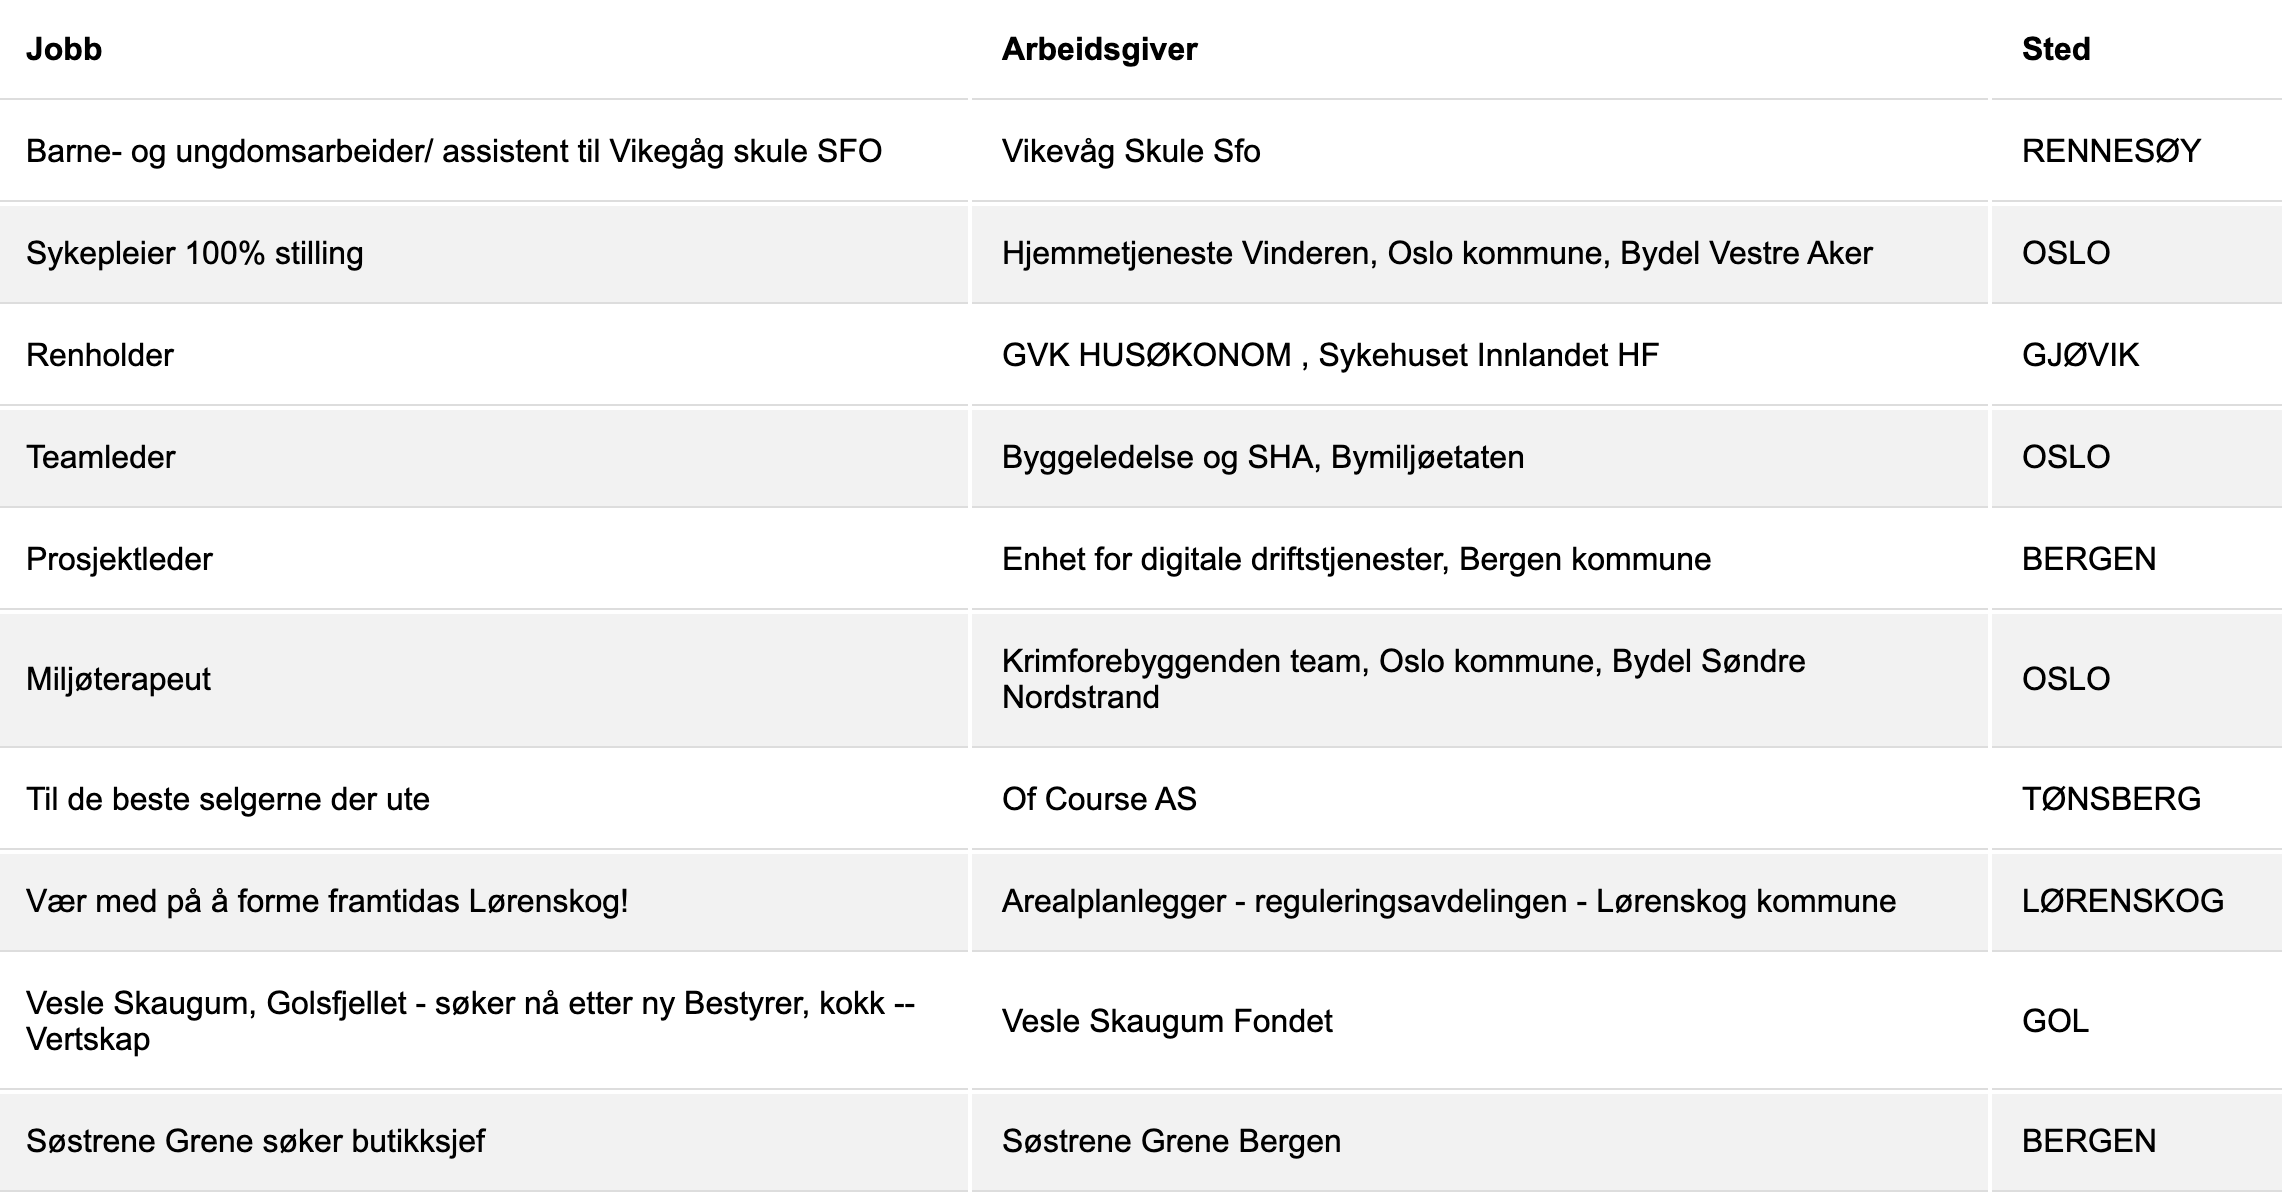 Jobb Arbeidsgiver Sted
Barne- og ungdomsarbeider/ assistent til Vikegåg skule SFO Vikevåg Skule Sfo RENNESØY
Sykepleier 100% stilling Hjemmetjeneste Vinderen, Oslo kommune, Bydel Vestre Aker OSLO
Renholder GVK HUSØKONOM , Sykehuset Innlandet HF GJØVIK
Teamleder Byggeledelse og SHA, Bymiljøetaten OSLO
Prosjektleder Enhet for digitale driftstjenester, Bergen kommune BERGEN
Miljøterapeut Krimforebyggenden team, Oslo kommune, Bydel Søndre
Nordstrand OSLO
Til de beste selgerne der ute Of Course AS TØNSBERG
Vær med på å forme framtidas Lørenskog! Arealplanlegger - reguleringsavdelingen - Lørenskog kommune LØRENSKOG
Vesle Skaugum, Golsfjellet - søker nå etter ny Bestyrer, kokk --
Vertskap Vesle Skaugum Fondet GOL
Søstrene Grene søker butikksjef Søstrene Grene Bergen BERGEN